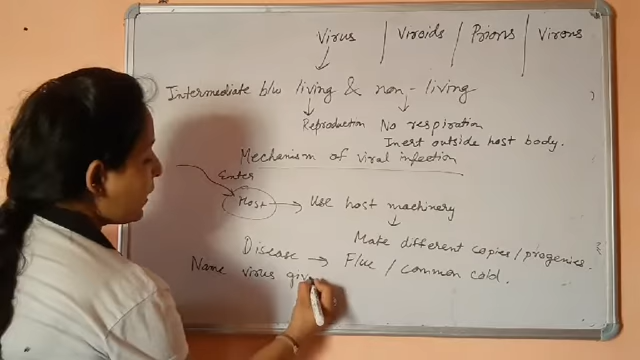 Virus | Viroids | Prions | Virons
Intermediate b/w living & non-living
Reproduction No respiration
Inert outside host body.
Mechanism of viral infection
Enter
Host → Use host machinery
Make different copies/progenies.
Disease → Flue / Common cold.
Name virus giv